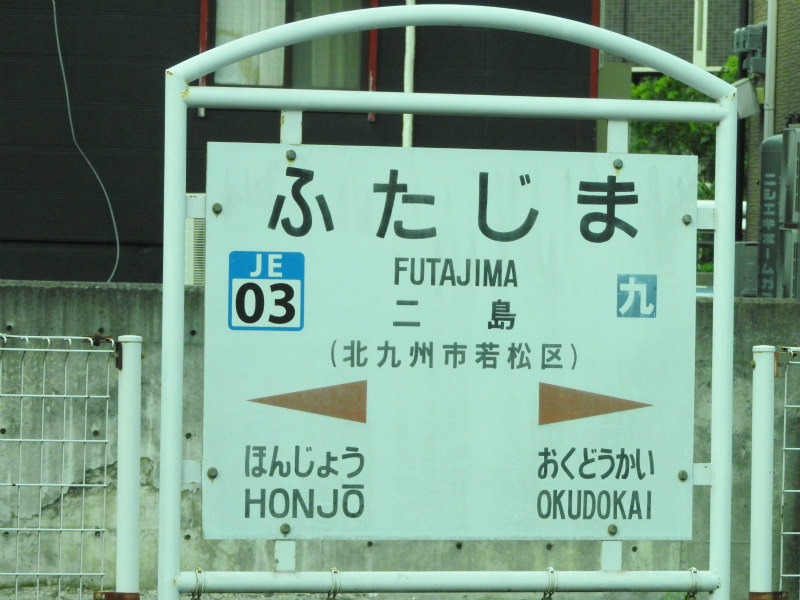 ふたじま
JE
03
FUTAJIMA
九
二島
(北九州市若松区)
ほんじょう
HONJŌ
おくどうかい
OKUDOKAI